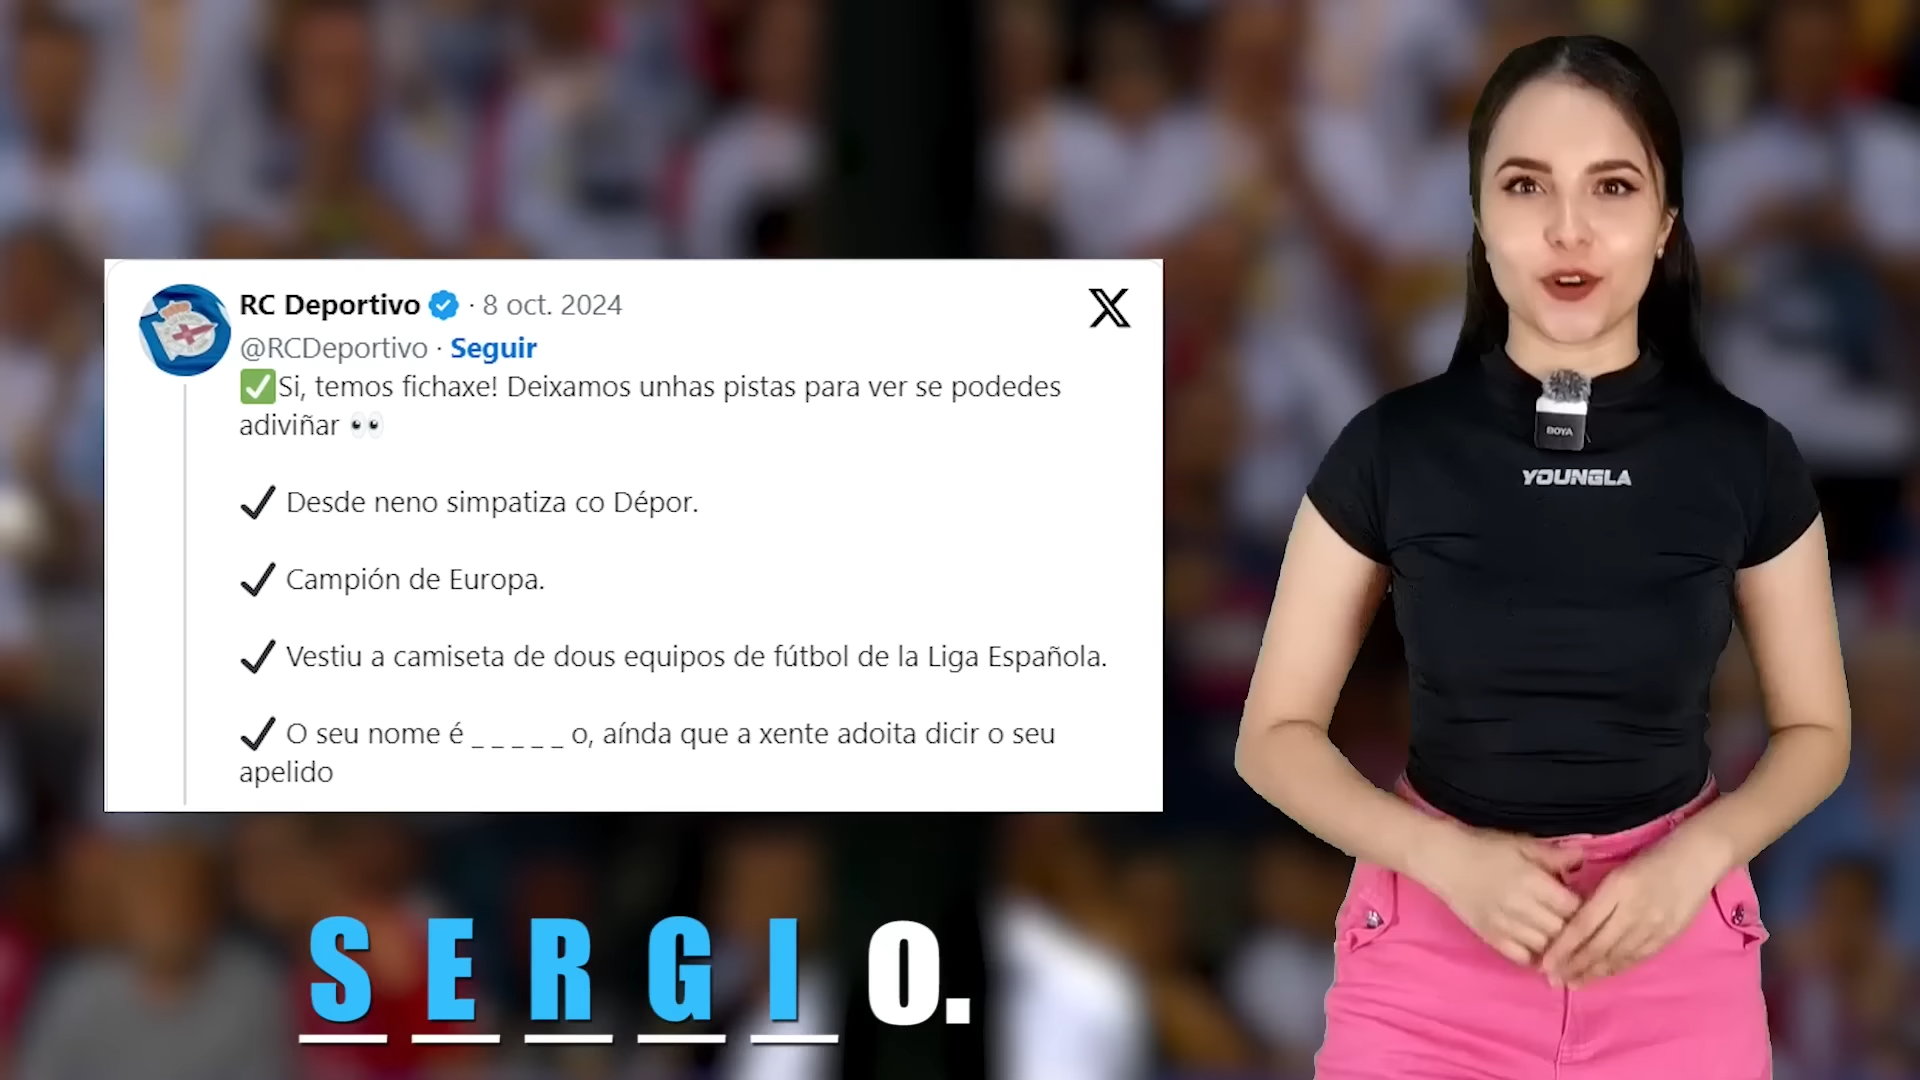 RC Deportivo · 8 oct. 2024
@RCDeportivo · Seguir
✅Si, temos fichaxe! Deixamos unhas pistas para ver se podedes
adiviñar 👀
✔ Desde neno simpatiza co Dépor.
✔ Campión de Europa.
✔ Vestiu a camiseta de dous equipos de fútbol de la Liga Española.
✔ O seu nome é _ _ _ _ _ o, aínda que a xente adoita dicir o seu
apelido
BOYA
YOUNGLA
SERGI O.